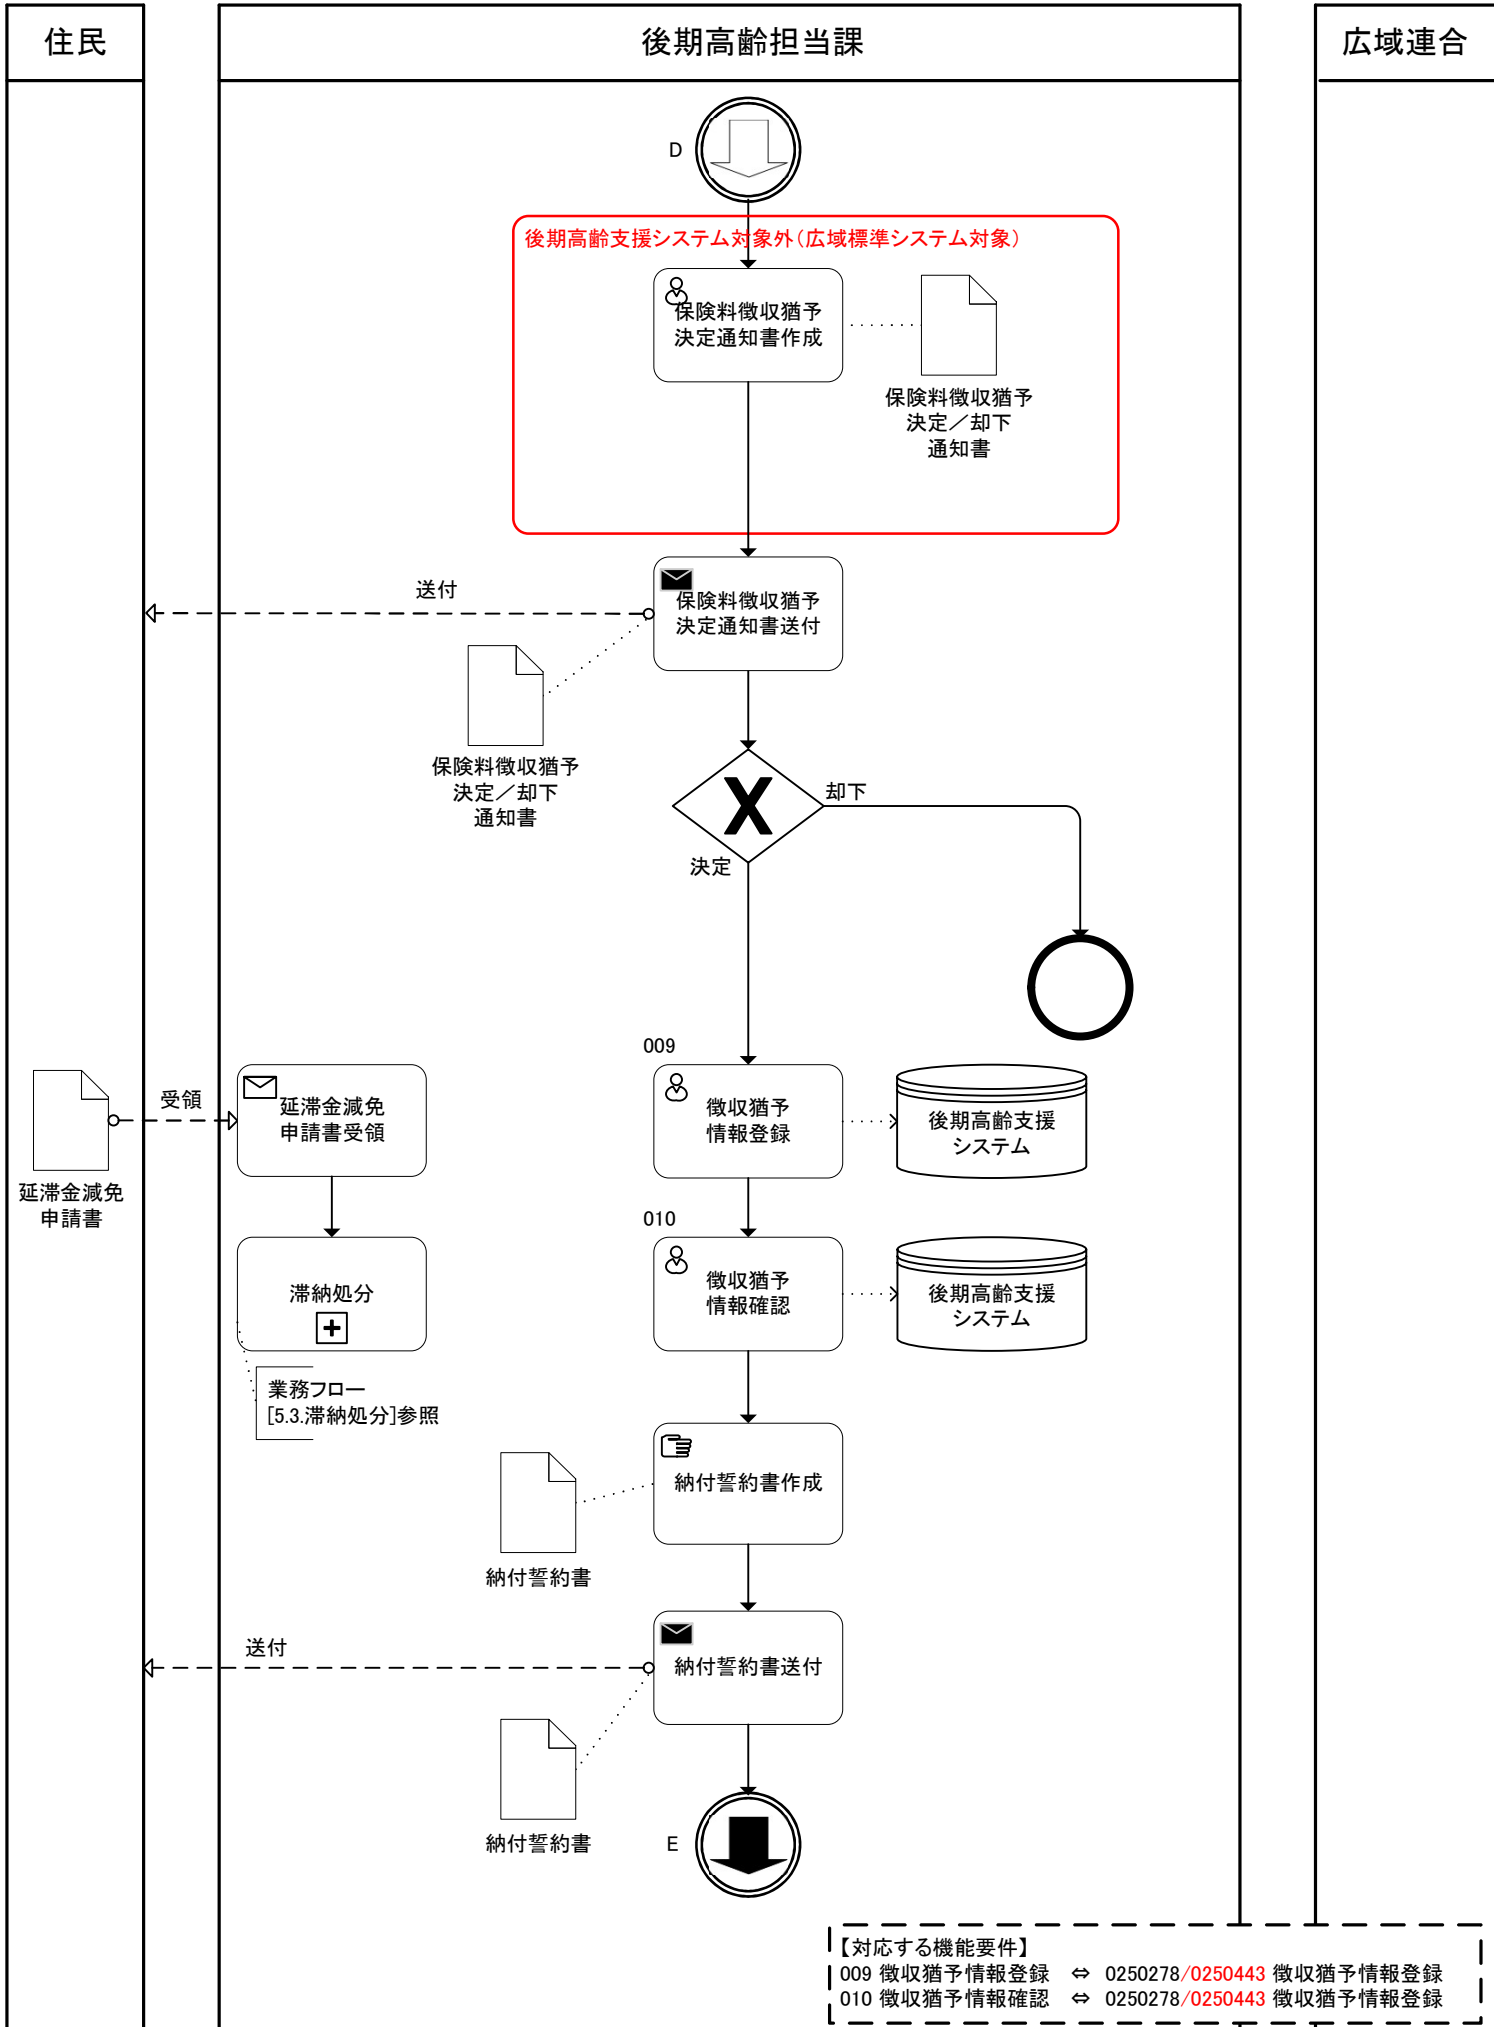 住民
後期高齢担当課
広域連合
D
後期高齢支援システム対象外（広域標準システム対象）
保険料徴収猶予
決定通知書作成
保険料徴収猶予
決定／却下
通知書
送付
保険料徴収猶予
決定通知書送付
保険料徴収猶予
決定／却下
通知書
却下
決定
009
受領
延滞金減免
申請書受領
徴収猶予
情報登録
後期高齢支援
システム
延滞金減免
申請書
010
滞納処分
徴収猶予
情報確認
後期高齢支援
システム
業務フロー
[5.3.滞納処分]参照
納付誓約書作成
納付誓約書
送付
納付誓約書送付
納付誓約書
E
【対応する機能要件】
009 徴収猶予情報登録 ⇔ 0250278/0250443 徴収猶予情報登録
010 徴収猶予情報確認 ⇔ 0250278/0250443 徴収猶予情報登録